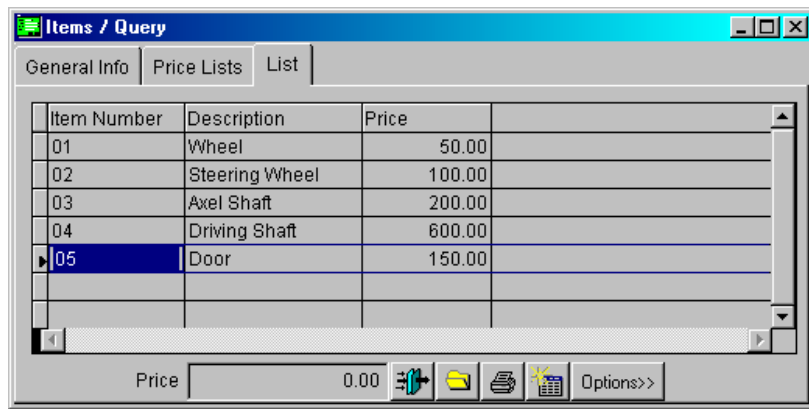 Items / Query
General Info Price Lists List
Item Number Description Price
01 Wheel 50.00
02 Steering Wheel 100.00
03 Axel Shaft 200.00
04 Driving Shaft 600.00
05 Door 150.00
Price 0.00 Options>>